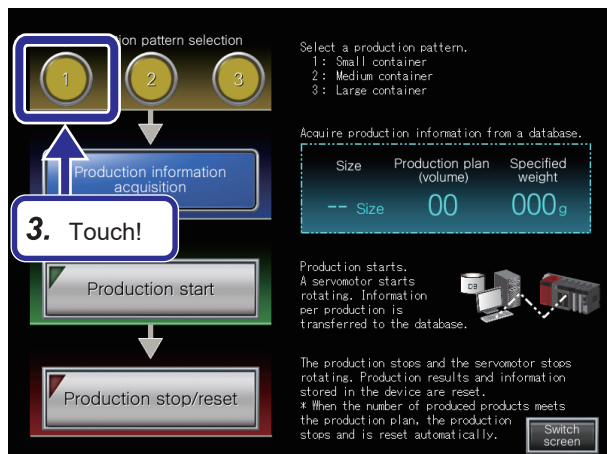 tion pattern selection
1
2
3
Select a production pattern.
1: Small container
2: Medium container
3: Large container
Production information
acquisition
Acquire production information from a database.
Size
Production plan
(volume)
Specified
weight
-- Size
00
000g
3. Touch!
Production start
Production starts.
A servomotor starts
rotating. Information
per production is
transferred to the database.
DB
Production stop/reset
The production stops and the servomotor stops
rotating. Production results and information
stored in the device are reset.
* When the number of produced products meets
the production plan, the production
stops and is reset automatically.
Switch
screen